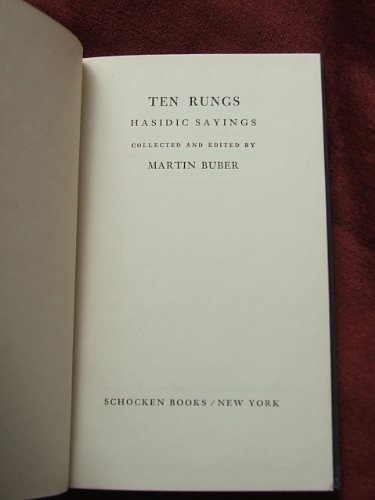 TEN RUNGS
HASIDIC SAYINGS
COLLECTED AND EDITED BY
MARTIN BUBER
SCHOCKEN BOOKS / NEW YORK